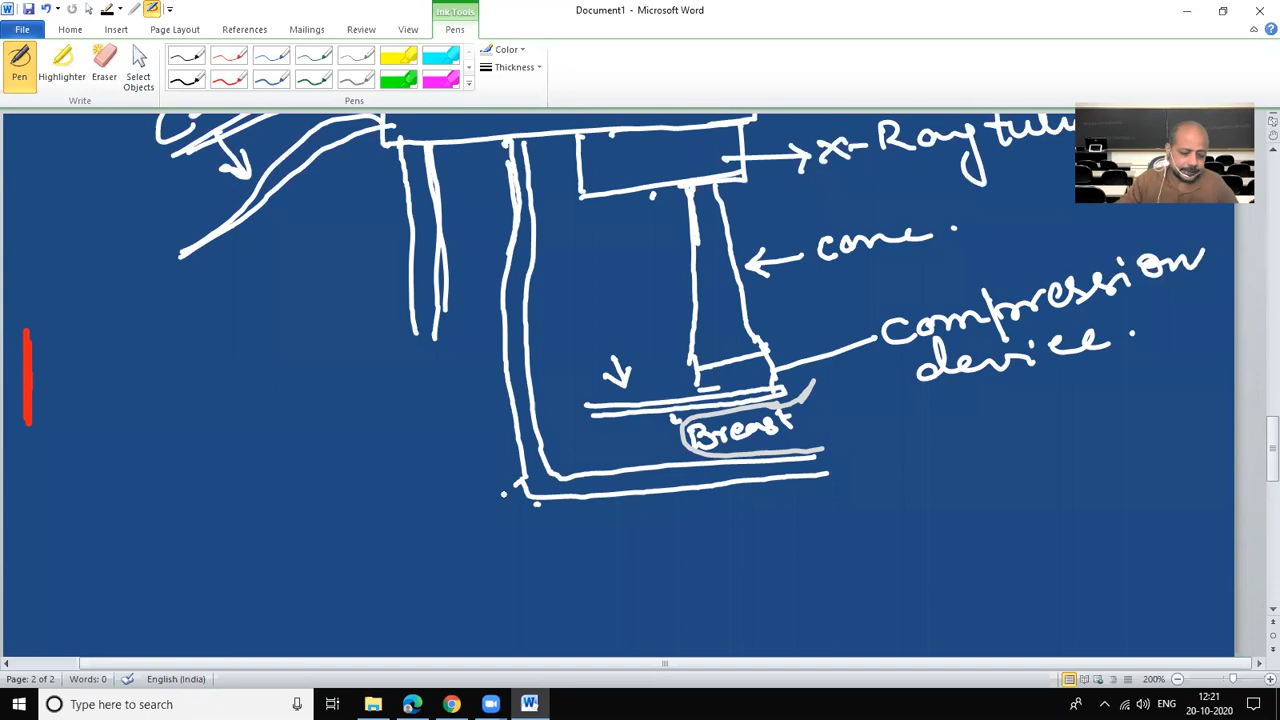 Document1 - Microsoft Word
Ink Tools
File Home Insert Page Layout References Mailings Review View Pens
Pen Highlighter Eraser Select Objects
Color
Thickness
Write Pens
x-Ray
cone.
compression
device.
Breast
Page: 2 of 2 Words: 0 English (India) 200%
Type here to search
ENG
12:21
20-10-2020